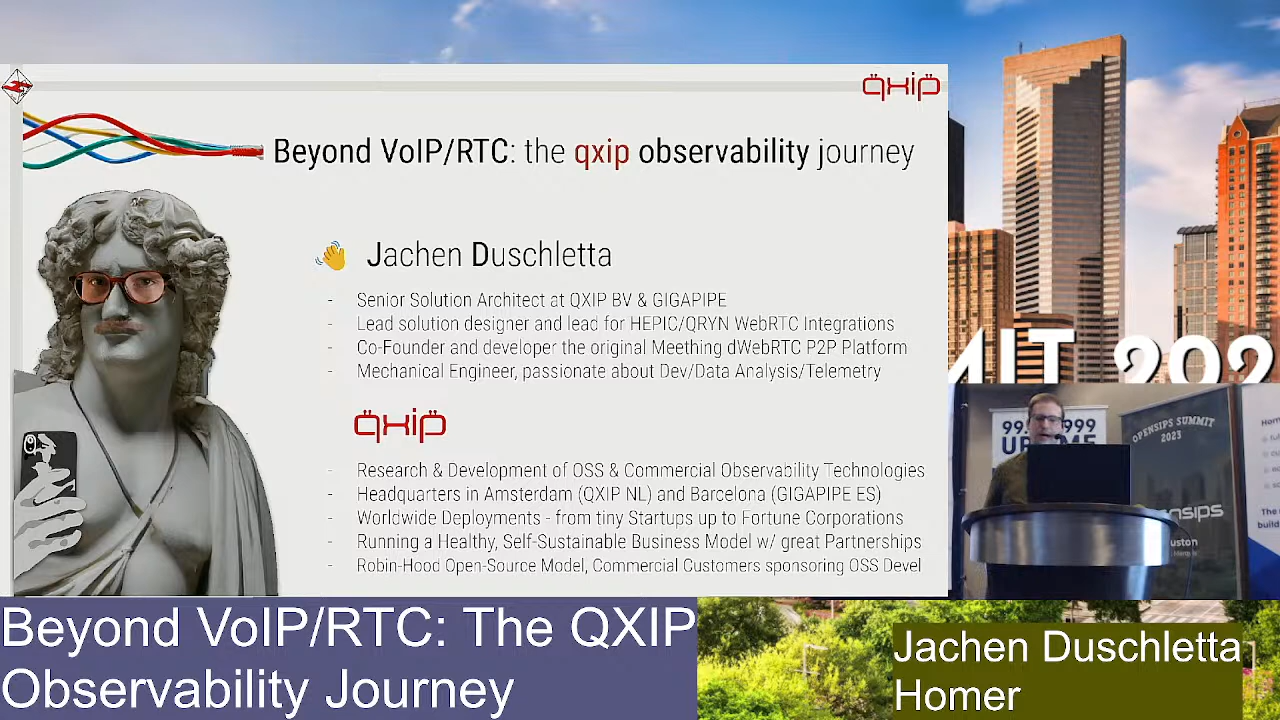 qxip
Beyond VoIP/RTC: the qxip observability journey
Jachen Duschletta
- Senior Solution Architect at QXIP BV & GIGAPIPE
- Lead solution designer and lead for HEPIC/QRYN WebRTC Integrations
- Co-Founder and developer the original Meething dWebRTC P2P Platform
- Mechanical Engineer, passionate about Dev/Data Analysis/Telemetry
qxip
- Research & Development of OSS & Commercial Observability Technologies
- Headquarters in Amsterdam (QXIP NL) and Barcelona (GIGAPIPE ES)
- Worldwide Deployments - from tiny Startups up to Fortune Corporations
- Running a Healthy, Self-Sustainable Business Model w/ great Partnerships
- Robin-Hood Open-Source Model, Commercial Customers sponsoring OSS Devel
MIT 202
OPENSIPS SUMMIT
2023
ensips
uston
Beyond VoIP/RTC: The QXIP
Observability Journey
Jachen Duschletta
Homer